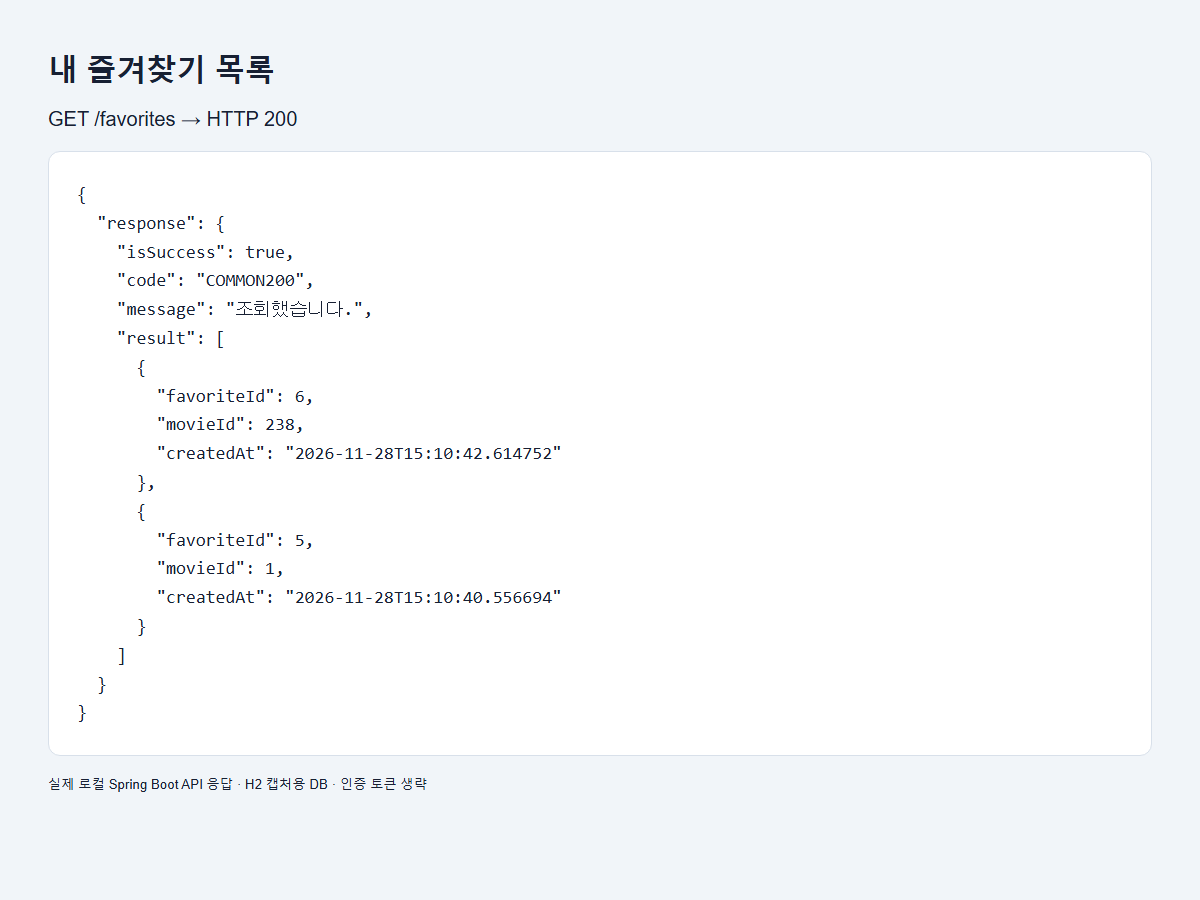 내 즐겨찾기 목록
GET /favorites → HTTP 200
{
  "response": {
    "isSuccess": true,
    "code": "COMMON200",
    "message": "조회했습니다.",
    "result": [
      {
        "favoriteId": 6,
        "movieId": 238,
        "createdAt": "2026-11-28T15:10:42.614752"
      },
      {
        "favoriteId": 5,
        "movieId": 1,
        "createdAt": "2026-11-28T15:10:40.556694"
      }
    ]
  }
}
실제 로컬 Spring Boot API 응답 · H2 캡처용 DB · 인증 토큰 생략